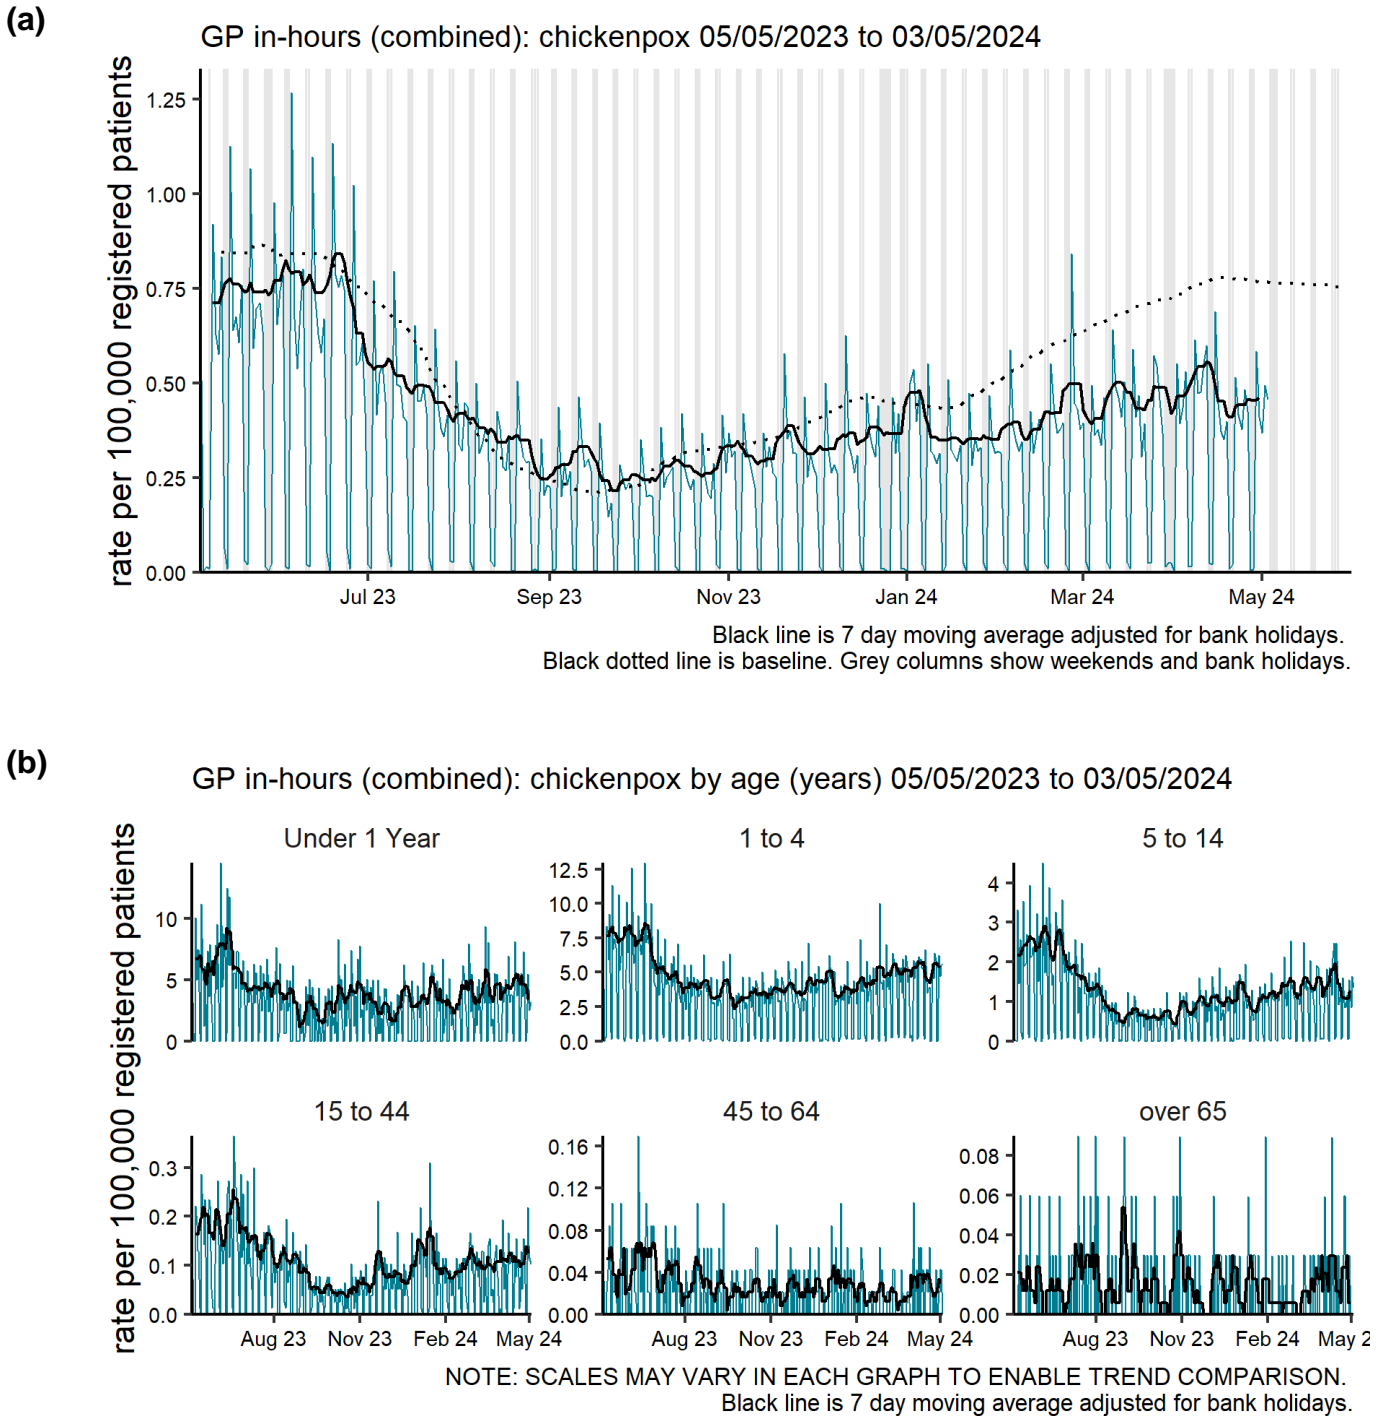 (a)
GP in-hours (combined): chickenpox 05/05/2023 to 03/05/2024
rate per 100,000 registered patients
1.25
1.00
0.75
0.50
0.25
0.00
Jul 23 Sep 23 Nov 23 Jan 24 Mar 24 May 24
Black line is 7 day moving average adjusted for bank holidays.
Black dotted line is baseline. Grey columns show weekends and bank holidays.
(b)
GP in-hours (combined): chickenpox by age (years) 05/05/2023 to 03/05/2024
rate per 100,000 registered patients
Under 1 Year
10
5
0
1 to 4
12.5
10.0
7.5
5.0
2.5
0.0
5 to 14
4
3
2
1
0
15 to 44
0.3
0.2
0.1
0.0
Aug 23 Nov 23 Feb 24 May 24
45 to 64
0.16
0.12
0.08
0.04
0.00
Aug 23 Nov 23 Feb 24 May 24
over 65
0.08
0.06
0.04
0.02
0.00
Aug 23 Nov 23 Feb 24 May 2
NOTE: SCALES MAY VARY IN EACH GRAPH TO ENABLE TREND COMPARISON.
Black line is 7 day moving average adjusted for bank holidays.